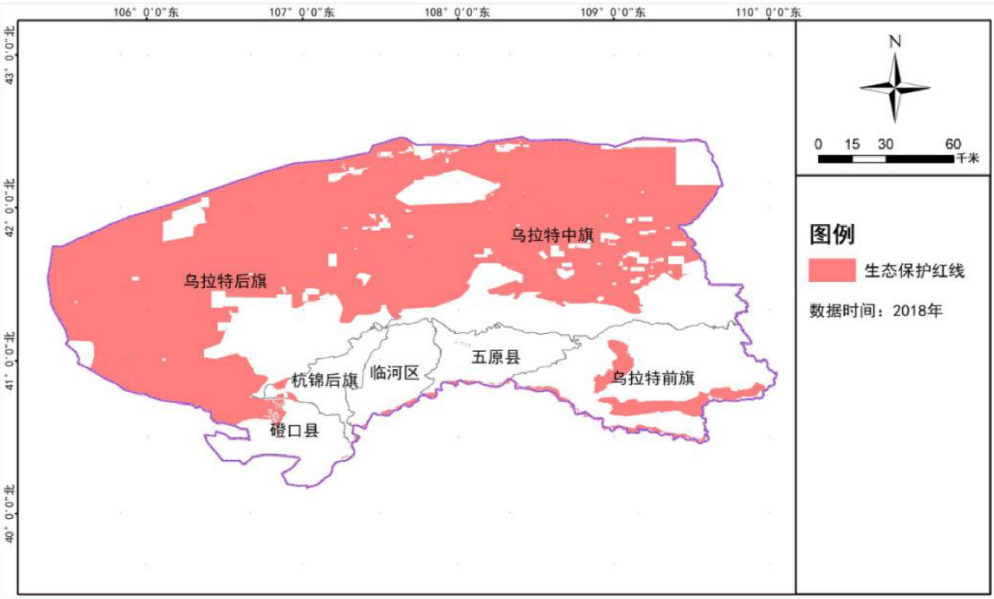 106° 0′0″东 107° 0′0″东 108° 0′0″东 109° 0′0″东 110° 0′0″东
43° 0′0″北
42° 0′0″北
41° 0′0″北
40° 0′0″北
N
0 15 30 60
千米
图例
生态保护红线
数据时间：2018年
乌拉特中旗
乌拉特后旗
五原县
临河区
杭锦后旗
乌拉特前旗
磴口县